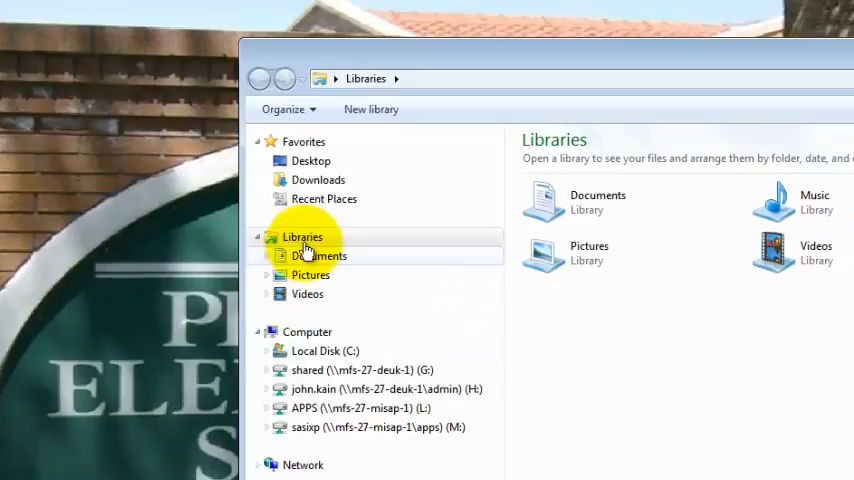 Libraries
Organize
New library
Favorites
Desktop
Downloads
Recent Places
Libraries
Documents
Pictures
Videos
Computer
Local Disk (C:)
shared (\\mfs-27-deuk-1) (G:)
john.kain (\\mfs-27-deuk-1\admin) (H:)
APPS (\\mfs-27-misap-1) (L:)
sasixp (\\mfs-27-misap-1\apps) (M:)
Network
Libraries
Open a library to see your files and arrange them by folder, date, and
Documents
Library
Music
Library
Pictures
Library
Videos
Library